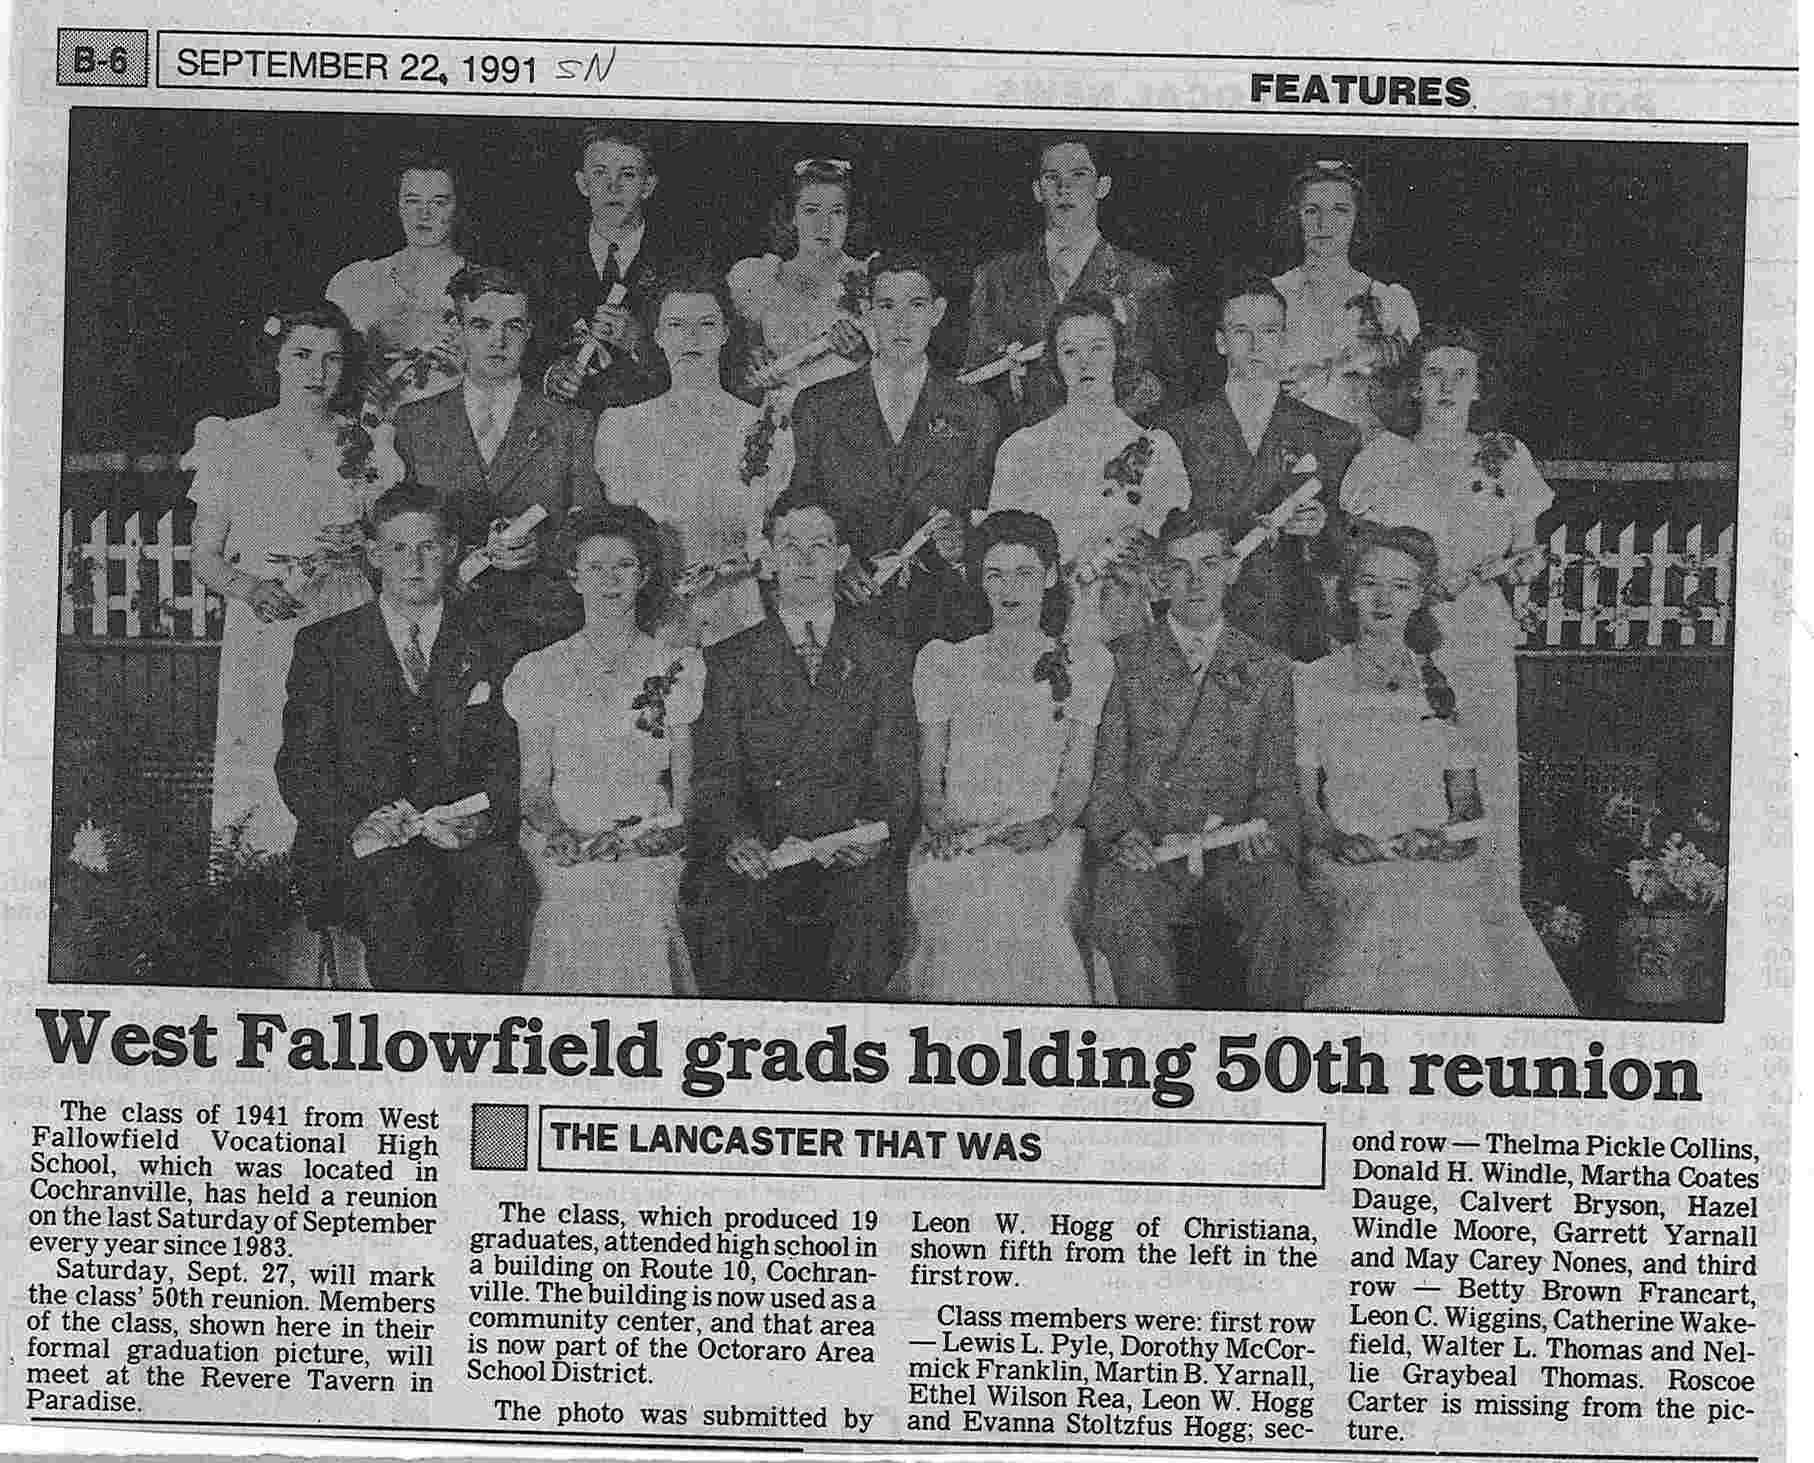 B-6
SEPTEMBER 22, 1991 SN
FEATURES
West Fallowfield grads holding 50th reunion
The class of 1941 from West
Fallowfield Vocational High
School, which was located in
Cochranville, has held a reunion
on the last Saturday of September
every year since 1983.
Saturday, Sept. 27, will mark
the class' 50th reunion. Members
of the class, shown here in their
formal graduation picture, will
meet at the Revere Tavern in
Paradise.
THE LANCASTER THAT WAS
The class, which produced 19
graduates, attended high school in
a building on Route 10, Cochran-
ville. The building is now used as a
community center, and that area
is now part of the Octoraro Area
School District.
The photo was submitted by
Leon W. Hogg of Christiana,
shown fifth from the left in the
first row.
Class members were: first row
— Lewis L. Pyle, Dorothy McCor-
mick Franklin, Martin B. Yarnall,
Ethel Wilson Rea, Leon W. Hogg
and Evanna Stoltzfus Hogg; sec-
ond row — Thelma Pickle Collins,
Donald H. Windle, Martha Coates
Dauge, Calvert Bryson, Hazel
Windle Moore, Garrett Yarnall
and May Carey Nones, and third
row — Betty Brown Francart,
Leon C. Wiggins, Catherine Wake-
field, Walter L. Thomas and Nel-
lie Graybeal Thomas. Roscoe
Carter is missing from the pic-
ture.